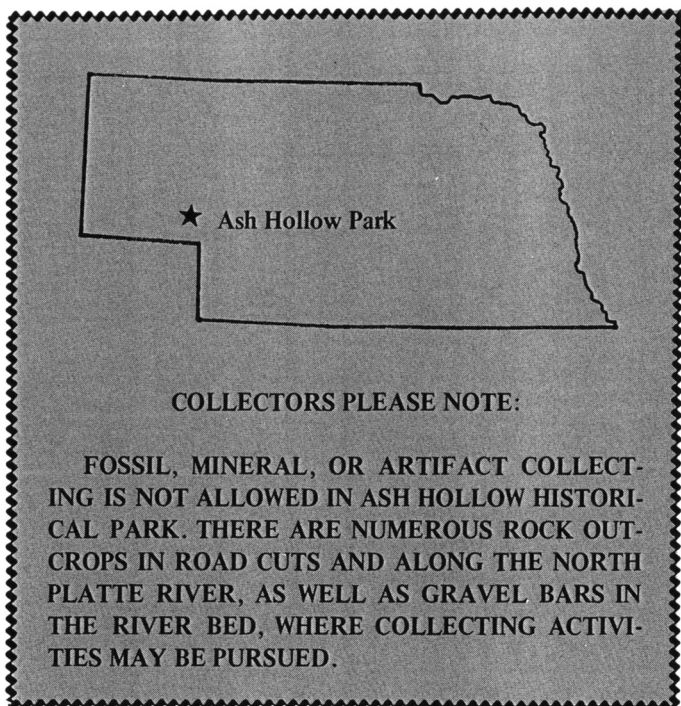 Ash Hollow Park
COLLECTORS PLEASE NOTE:
FOSSIL, MINERAL, OR ARTIFACT COLLECT-
ING IS NOT ALLOWED IN ASH HOLLOW HISTORI-
CAL PARK. THERE ARE NUMEROUS ROCK OUT-
CROPS IN ROAD CUTS AND ALONG THE NORTH
PLATTE RIVER, AS WELL AS GRAVEL BARS IN
THE RIVER BED, WHERE COLLECTING ACTIVI-
TIES MAY BE PURSUED.